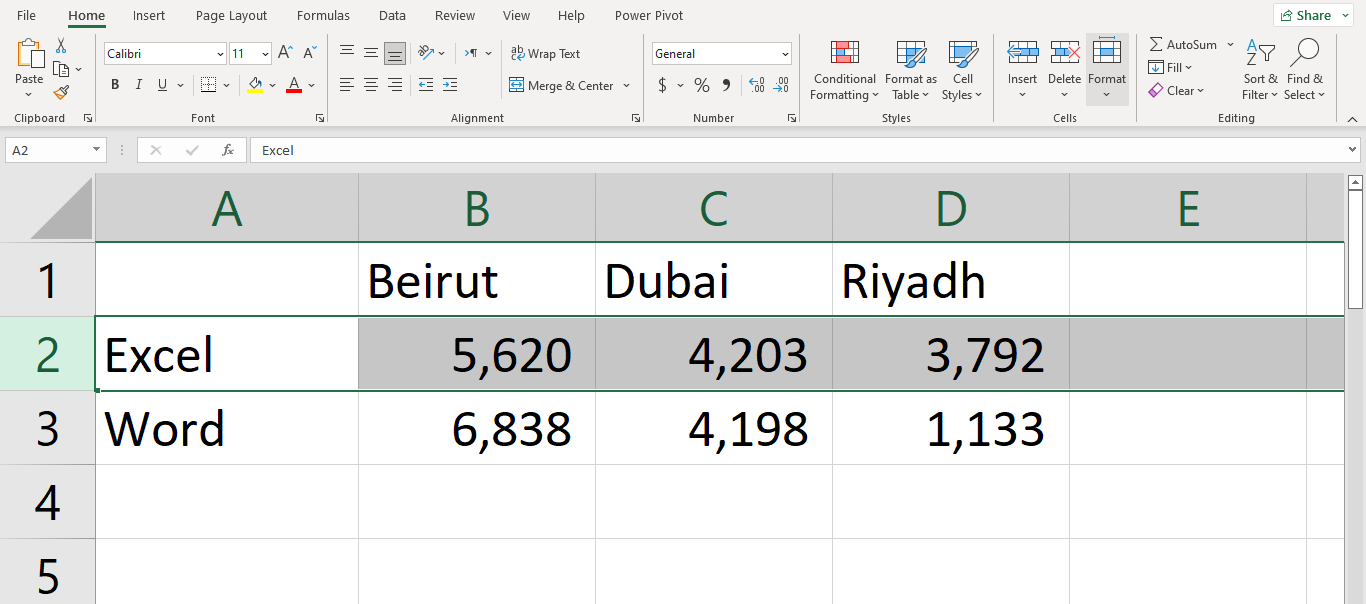 File Home Insert Page Layout Formulas Data Review View Help Power Pivot Share
Calibri 11 A A ab Wrap Text General
Paste B I U A Merge & Center $ % 9 .00 .00
Conditional Formatting Format as Table Cell Styles Insert Delete Format
AutoSum Fill Clear Sort & Filter Find & Select
Clipboard Font Alignment Number Styles Cells Editing
A2 fx Excel
A B C D E
1 Beirut Dubai Riyadh
2 Excel 5,620 4,203 3,792
3 Word 6,838 4,198 1,133
4
5